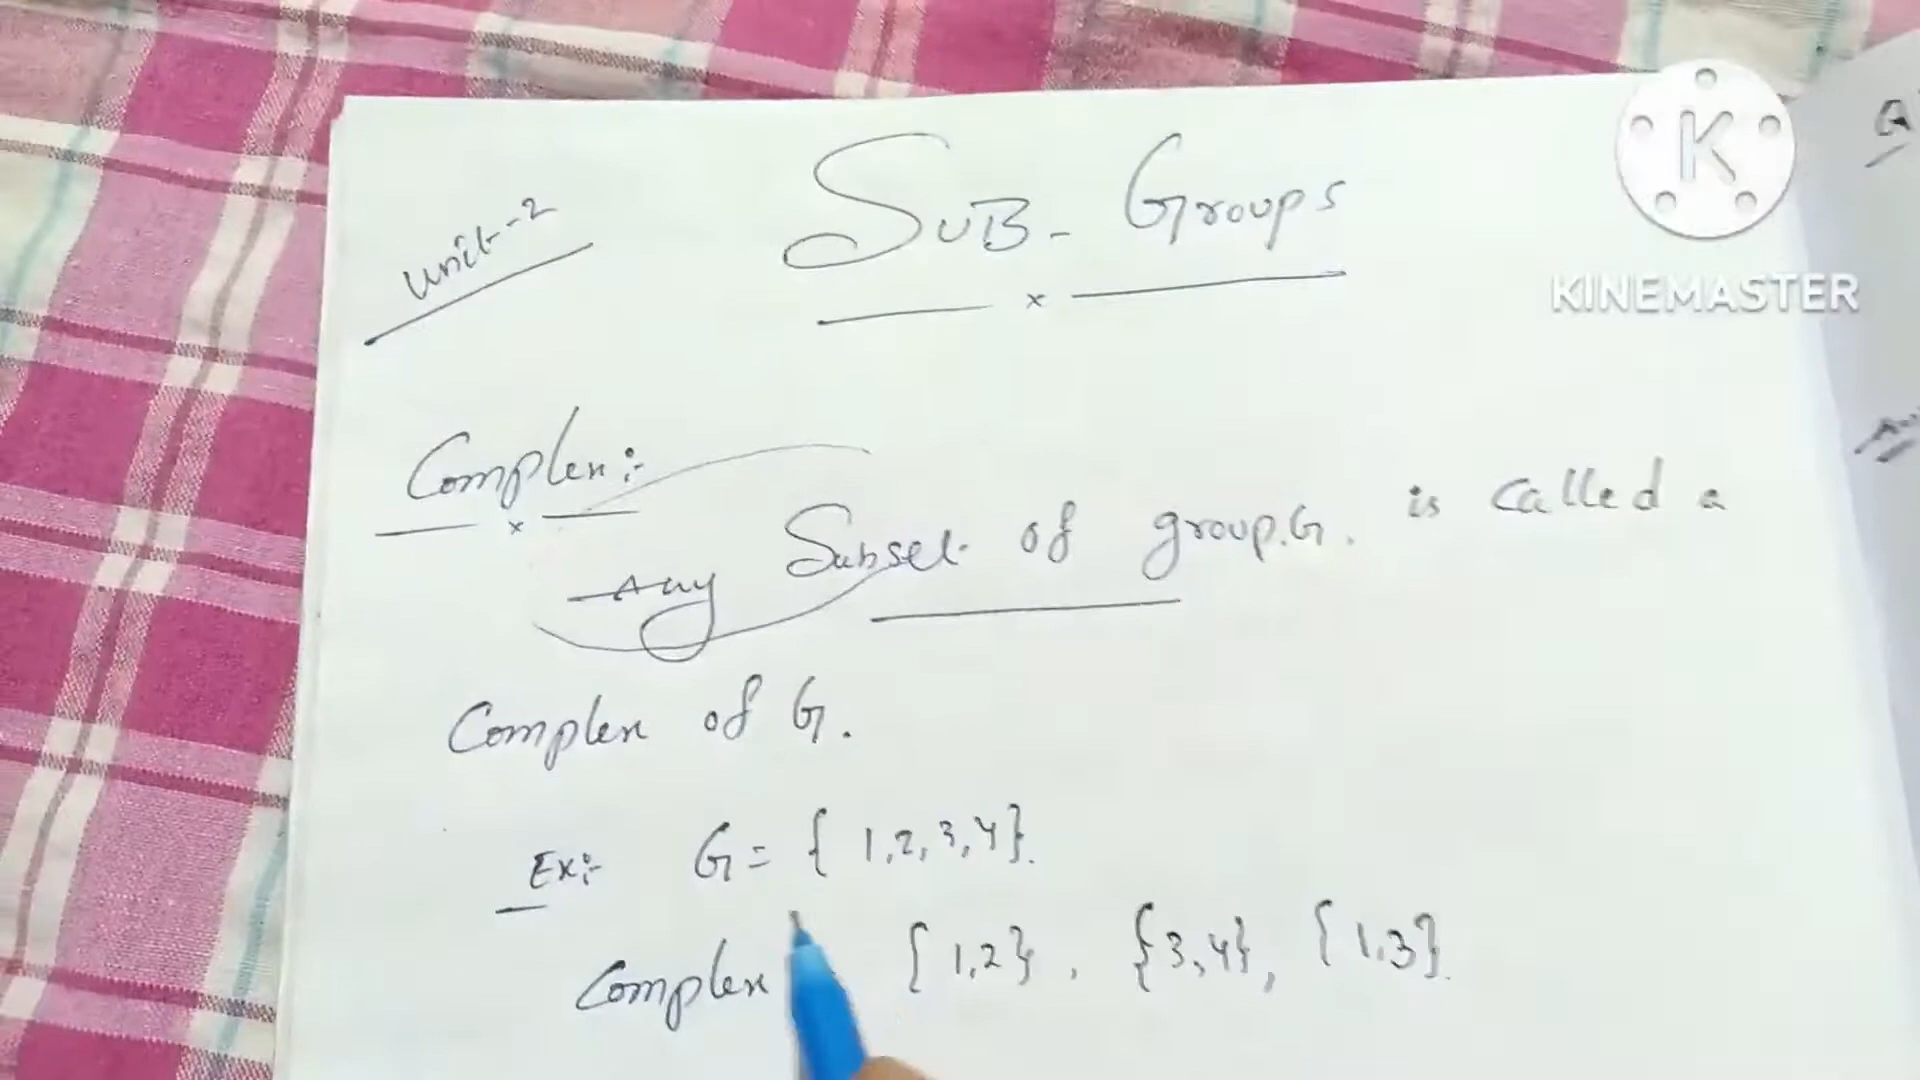 Unit-2
SUB-Groups
K
KINEMASTER
Complex:-
Any Subset of group.G. is called a
Complex of G.
Ex:- G = { 1,2,3,4}.
Complex {1,2}, {3,4}, {1,3}.